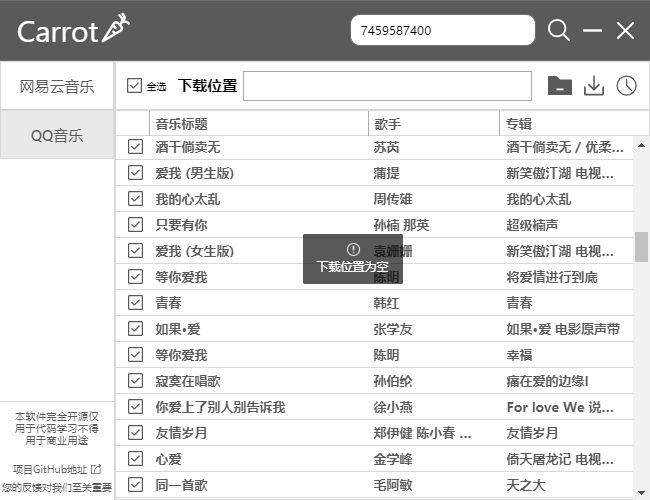 Carrot
7459587400
网易云音乐
QQ音乐
全选 下载位置
音乐标题 歌手 专辑
酒干倘卖无 苏芮 酒干倘卖无 / 优柔...
爱我 (男生版) 蒲提 新笑傲江湖 电视...
我的心太乱 周传雄 我的心太乱
只要有你 孙楠 那英 超级楠声
爱我 (女生版) 袁姗姗 新笑傲江湖 电视...
等你爱我 陈明 将爱情进行到底
下载位置为空
青春 韩红 青春
如果•爱 张学友 如果•爱 电影原声带
等你爱我 陈明 幸福
寂寞在唱歌 孙伯纶 痛在爱的边缘I
你爱上了别人别告诉我 徐小燕 For love We 说...
友情岁月 郑伊健 陈小春 ... 友情岁月
心爱 金学峰 倚天屠龙记 电视...
同一首歌 毛阿敏 天之大
本软件完全开源仅
用于代码学习不得
用于商业用途
项目GitHub地址
您的反馈对我们至关重要